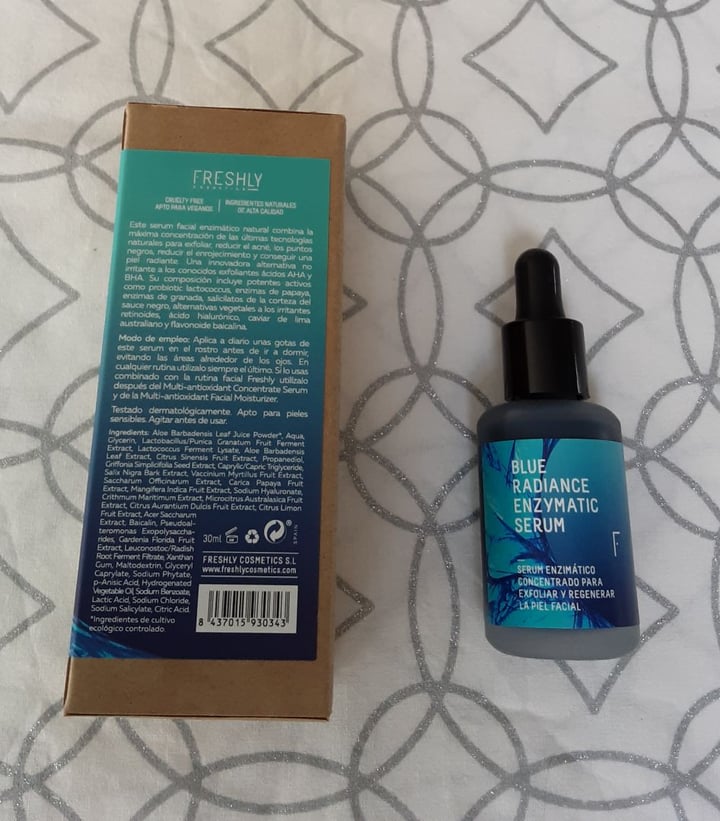 FRESHLY
COSMETICS
CRUELTY FREE
APTO PARA VEGANOS
INGREDIENTES NATURALES
DE ALTA CALIDAD
Este serum facial enzimático natural combina la
máxima concentración de las últimas tecnologías
naturales para exfoliar, reducir el acné, los puntos
negros, reducir el enrojecimiento y conseguir una
piel radiante. Una innovadora alternativa no
irritante a los conocidos exfoliantes ácidos AHA y
BHA. Su composición incluye potentes activos
como probiotic lactococcus, enzimas de papaya,
enzimas de granada, salicilatos de la corteza del
sauce negro, alternativas vegetales a los irritantes
retinoides, ácido hialurónico, caviar de lima
australiano y flavonoide baicalina.
Modo de empleo: Aplica a diario unas gotas de
este serum en el rostro antes de ir a dormir,
evitando las áreas alrededor de los ojos. En
cualquier rutina utilízalo siempre el último. Si lo usas
combinado con la rutina facial Freshly utilízalo
después del Multi-antioxidant Concentrate Serum
y de la Multi-antioxidant Facial Moisturizer.
Testado dermatológicamente. Apto para pieles
sensibles. Agitar antes de usar.
Ingredients: Aloe Barbadensis Leaf Juice Powder*, Aqua,
Glycerin, Lactobacillus/Punica Granatum Fruit Ferment
Extract, Lactococcus Ferment Lysate, Aloe Barbadensis
Leaf Extract, Citrus Sinensis Fruit Extract, Propanediol,
Griffonia Simplicifolia Seed Extract, Caprylic/Capric Triglyceride,
Salix Nigra Bark Extract, Vaccinium Myrtillus Fruit Extract,
Saccharum Officinarum Extract, Carica Papaya Fruit
Extract, Mangifera Indica Fruit Extract, Sodium Hyaluronate,
Crithmum Maritimum Extract, Microcitrus Australasica Fruit
Extract, Citrus Aurantium Dulcis Fruit Extract, Citrus Limon
Fruit Extract, Acer Saccharum
Extract, Baicalin, Pseudoal-
teromonas Exopolysaccha-
rides, Gardenia Florida Fruit
Extract, Leuconostoc/Radish
Root Ferment Filtrate, Xanthan
Gum, Maltodextrin, Glyceryl
Caprylate, Sodium Phytate,
p-Anisic Acid, Hydrogenated
Vegetable Oil, Sodium Benzoate,
Lactic Acid, Sodium Chloride,
Sodium Salicylate, Citric Acid.
*Ingredientes de cultivo
ecológico controlado.
30ml
SPAIN
FRESHLY COSMETICS S.L
www.freshlycosmetics.com
8 437015 930343
BLUE
RADIANCE
ENZYMATIC
SERUM
F
SERUM ENZIMÁTICO
CONCENTRADO PARA
EXFOLIAR Y REGENERAR
LA PIEL FACIAL